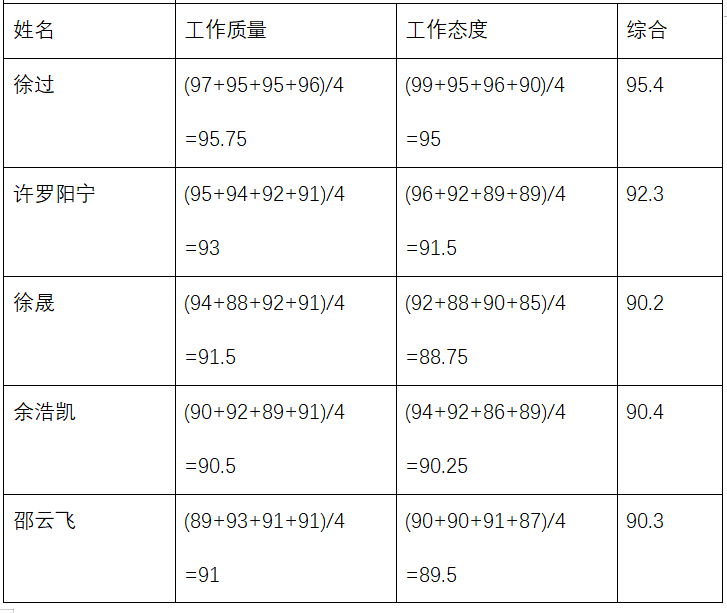 姓名 工作质量 工作态度 综合
徐过 (97+95+95+96)/4 (99+95+96+90)/4 95.4
=95.75 =95
许罗阳宁 (95+94+92+91)/4 (96+92+89+89)/4 92.3
=93 =91.5
徐晟 (94+88+92+91)/4 (92+88+90+85)/4 90.2
=91.5 =88.75
余浩凯 (90+92+89+91)/4 (94+92+86+89)/4 90.4
=90.5 =90.25
邵云飞 (89+93+91+91)/4 (90+90+91+87)/4 90.3
=91 =89.5